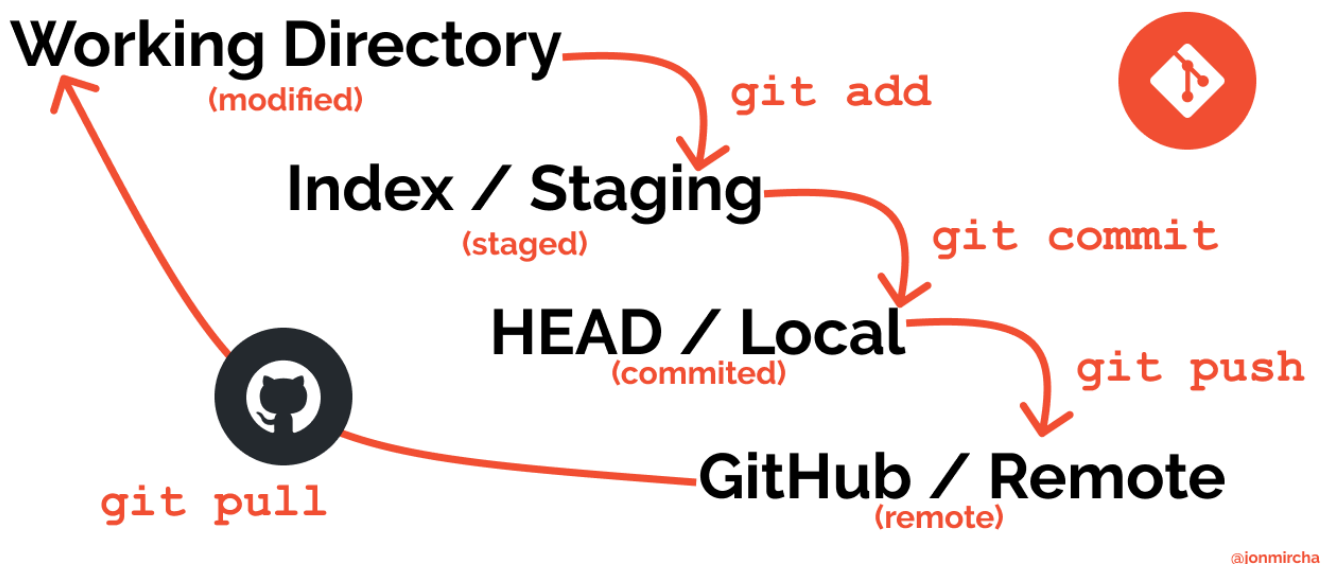 Working Directory
(modified)
git add
Index / Staging
(staged)
git commit
HEAD / Local
(commited)
git push
GitHub / Remote
(remote)
git pull
@jonmircha